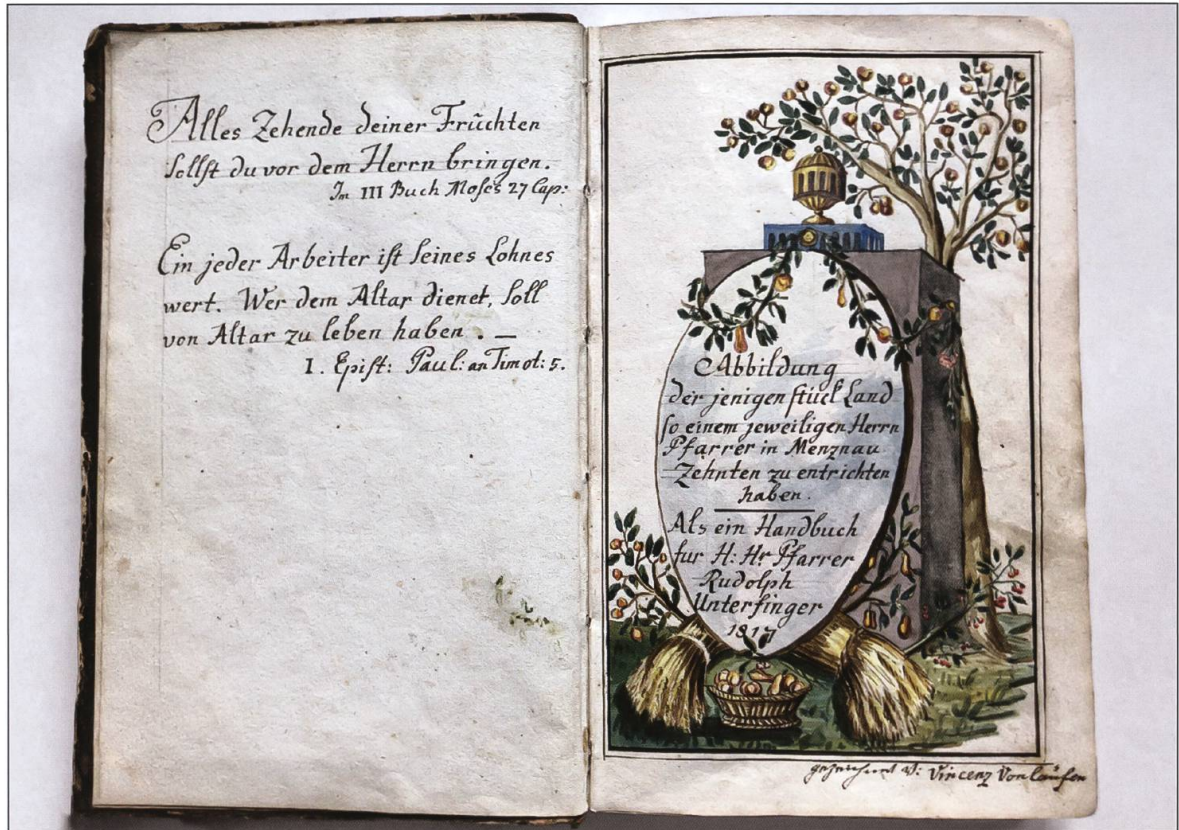 Alles Zehende deiner Früchten
sollst du vor dem Herrn bringen.
Im III Buch Moses 27 Cap:
Ein jeder Arbeiter ist seines Lohnes
wert. Wer dem Altar dienet, soll
von Altar zu leben haben. —
I. Epist: Paul: an Timot: 5.
Abbildung
der jenigen stück Land
so einem jeweiligen Herrn
Pfarrer in Menznau
Zehnten zu entrichten
haben.
Als ein Handbuch
fur H: Hr Pfarrer
Rudolph
Unterfinger
1817
gezeichnet V: Vincenz Von laüfen